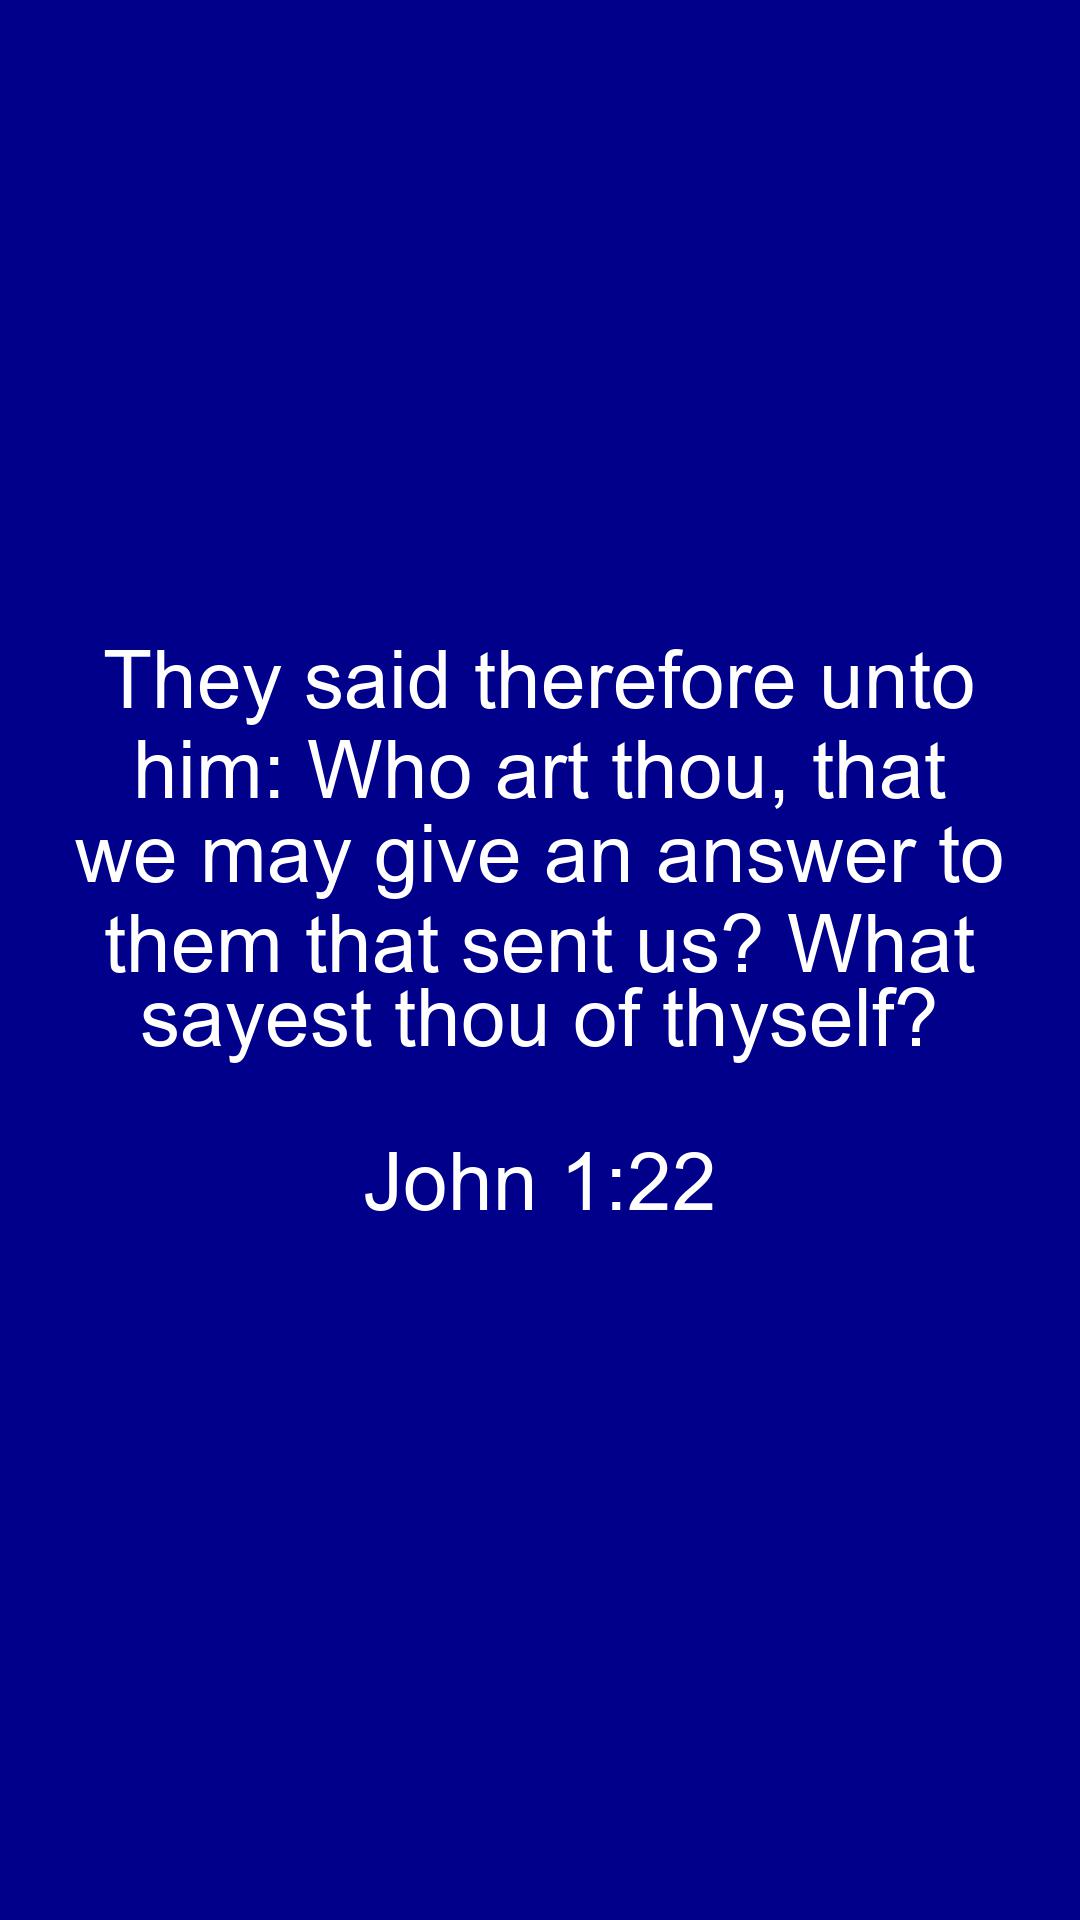 They said therefore unto
him: Who art thou, that
we may give an answer to
them that sent us? What
sayest thou of thyself?
John 1:22